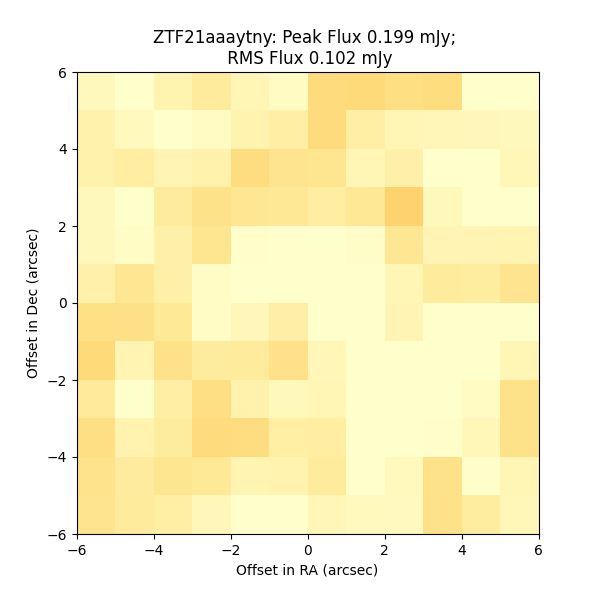 ZTF21aaaytny: Peak Flux 0.199 mJy;
RMS Flux 0.102 mJy
6
4
2
0
−2
−4
−6
Offset in Dec (arcsec)
−6 −4 −2 0 2 4 6
Offset in RA (arcsec)